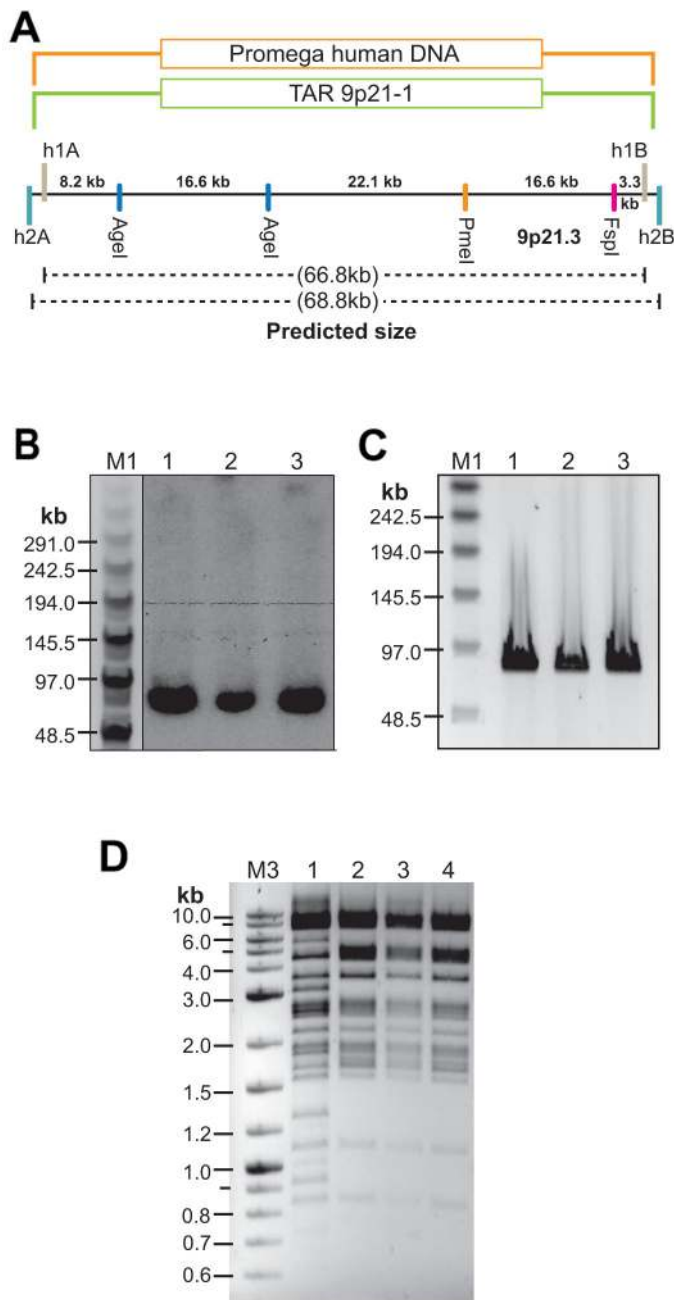 A
Promega human DNA
TAR 9p21-1
h1A
h1B
8.2 kb
16.6 kb
22.1 kb
16.6 kb
3.3
kb
h2A
AgeI
AgeI
PmeI
9p21.3
FspI
h2B
(66.8kb)
(68.8kb)
Predicted size
B
M1 1 2 3
kb
291.0
242.5
194.0
145.5
97.0
48.5
C
M1 1 2 3
242.5
194.0
145.5
97.0
48.5
D
M3 1 2 3 4
kb
10.0
6.0
4.0
3.0
2.0
1.5
1.2
1.0
0.8
0.7
0.6